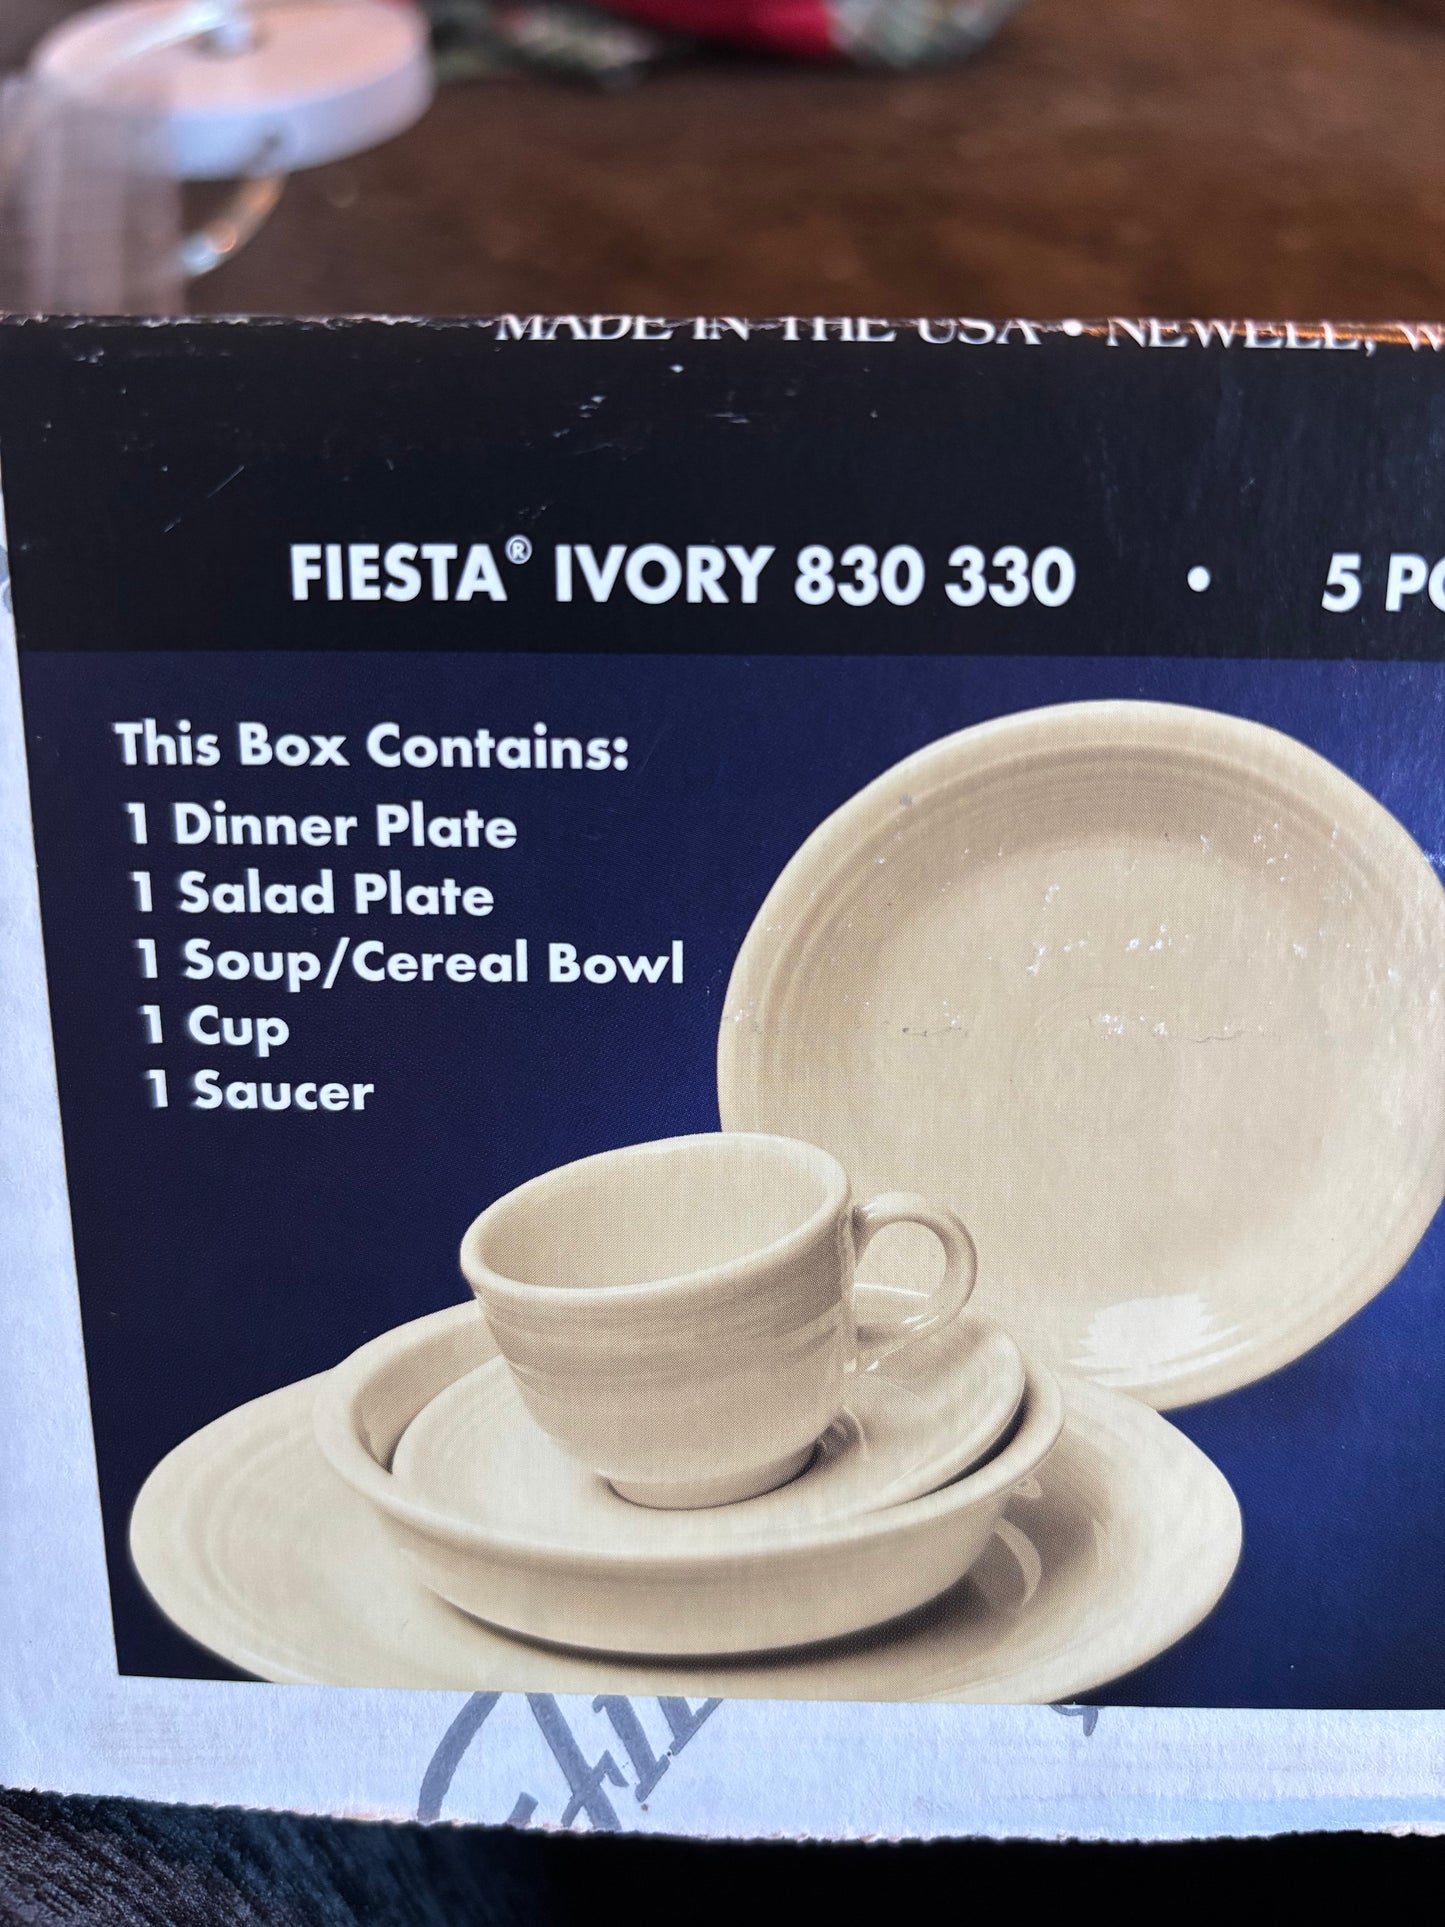 MADE IN THE USA • NEWELL,
FIESTA® IVORY 830 330 • 5
This Box Contains:
1 Dinner Plate
1 Salad Plate
1 Soup/Cereal Bowl
1 Cup
1 Saucer